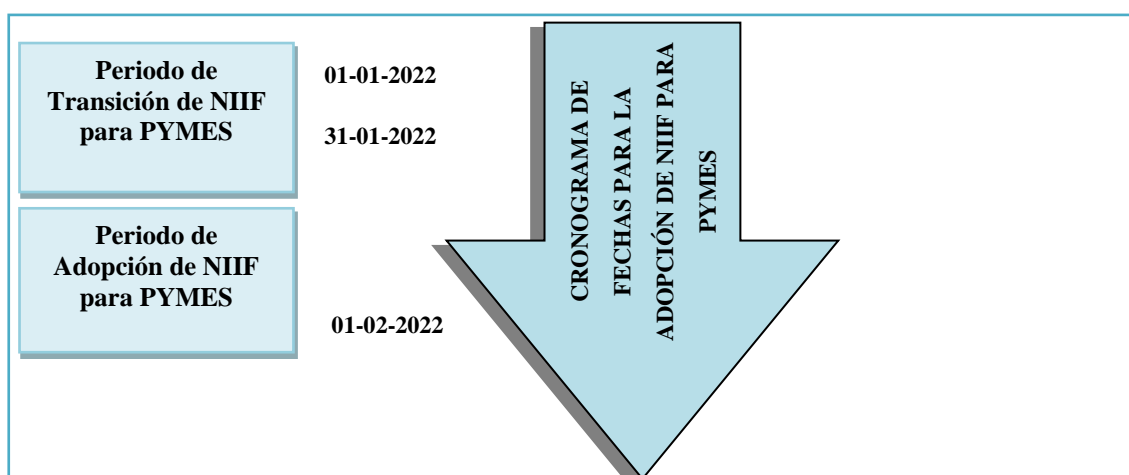 Periodo de
Transición de NIIF
para PYMES
01-01-2022
31-01-2022
Periodo de
Adopción de NIIF
para PYMES
01-02-2022
CRONOGRAMA DE
FECHAS PARA LA
ADOPCIÓN DE NIIF PARA
PYMES